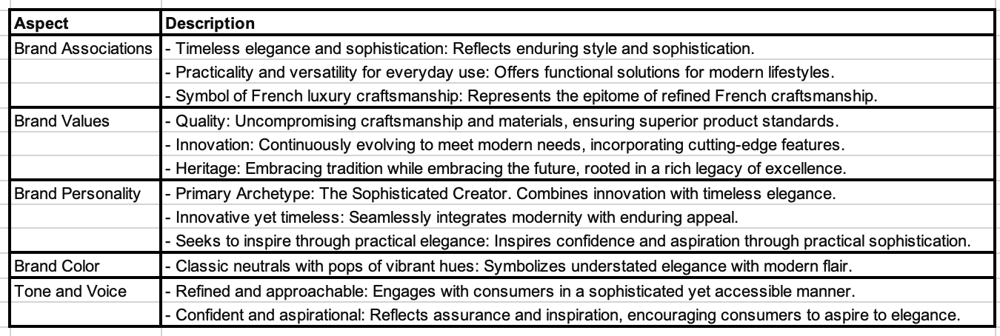 Aspect Description
Brand Associations - Timeless elegance and sophistication: Reflects enduring style and sophistication.
- Practicality and versatility for everyday use: Offers functional solutions for modern lifestyles.
- Symbol of French luxury craftsmanship: Represents the epitome of refined French craftsmanship.
Brand Values - Quality: Uncompromising craftsmanship and materials, ensuring superior product standards.
- Innovation: Continuously evolving to meet modern needs, incorporating cutting-edge features.
- Heritage: Embracing tradition while embracing the future, rooted in a rich legacy of excellence.
Brand Personality - Primary Archetype: The Sophisticated Creator. Combines innovation with timeless elegance.
- Innovative yet timeless: Seamlessly integrates modernity with enduring appeal.
- Seeks to inspire through practical elegance: Inspires confidence and aspiration through practical sophistication.
Brand Color - Classic neutrals with pops of vibrant hues: Symbolizes understated elegance with modern flair.
Tone and Voice - Refined and approachable: Engages with consumers in a sophisticated yet accessible manner.
- Confident and aspirational: Reflects assurance and inspiration, encouraging consumers to aspire to elegance.